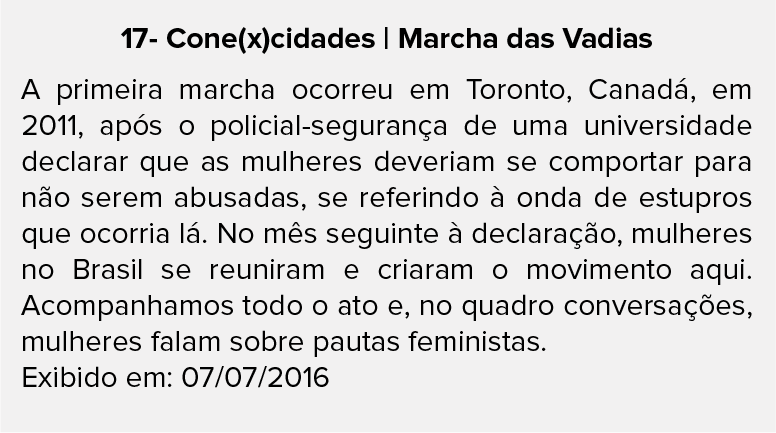 17- Cone(x)cidades | Marcha das Vadias
A primeira marcha ocorreu em Toronto, Canadá, em
2011, após o policial-segurança de uma universidade
declarar que as mulheres deveriam se comportar para
não serem abusadas, se referindo à onda de estupros
que ocorria lá. No mês seguinte à declaração, mulheres
no Brasil se reuniram e criaram o movimento aqui.
Acompanhamos todo o ato e, no quadro conversações,
mulheres falam sobre pautas feministas.
Exibido em: 07/07/2016